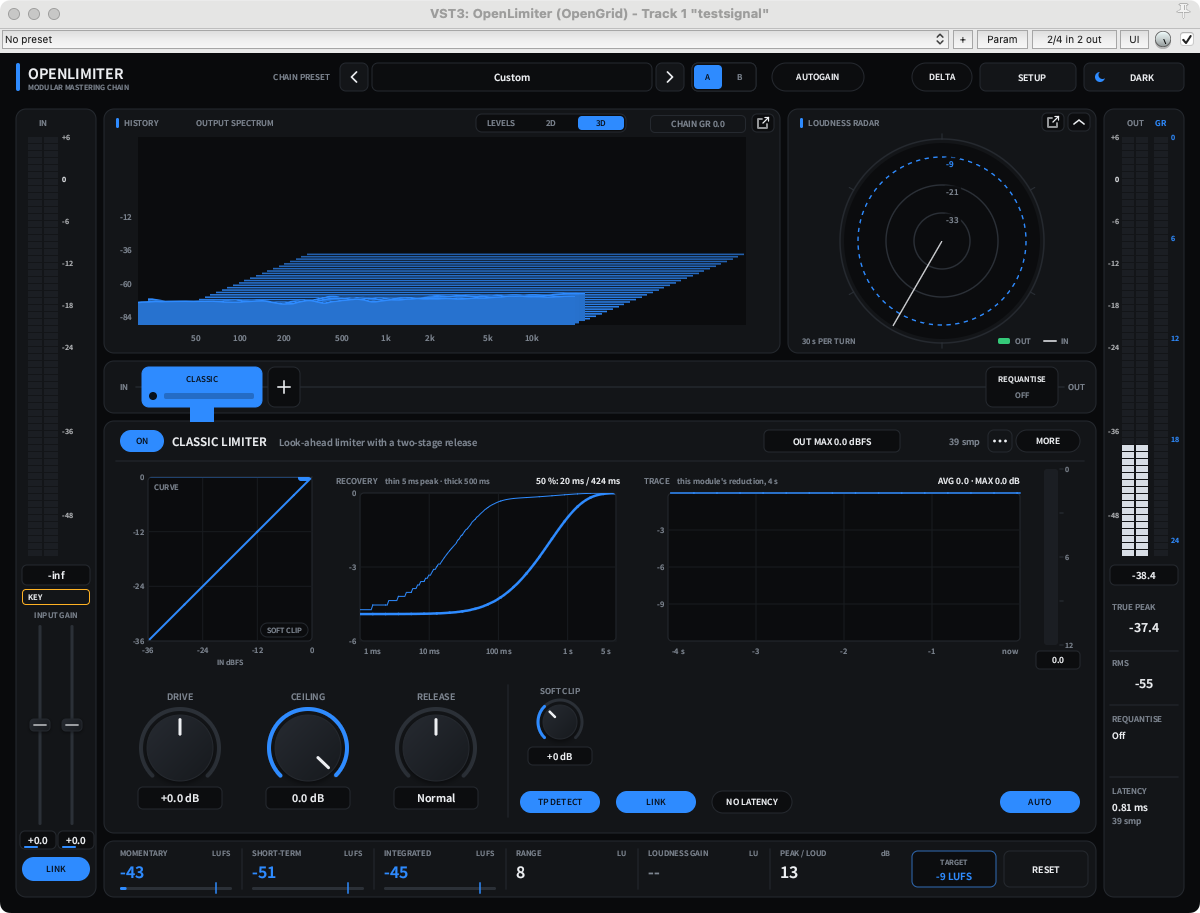 VST3: OpenLimiter (OpenGrid) - Track 1 "testsignal"
No preset
+
Param
2/4 in 2 out
UI
OPENLIMITER
MODULAR MASTERING CHAIN
CHAIN PRESET
Custom
A
B
AUTOGAIN
DELTA
SETUP
DARK
IN
+6
0
-6
-12
-18
-24
-36
-48
-inf
KEY
INPUT GAIN
+0.0
+0.0
LINK
HISTORY
OUTPUT SPECTRUM
LEVELS
2D
3D
CHAIN GR 0.0
-12
-36
-60
-84
50
100
200
500
1k
2k
5k
10k
LOUDNESS RADAR
-9
-21
-33
30 s PER TURN
OUT
IN
IN
CLASSIC
+
REQUANTISE
OFF
OUT
ON
CLASSIC LIMITER
Look-ahead limiter with a two-stage release
OUT MAX 0.0 dBFS
39 smp
MORE
CURVE
0
-12
-24
-36
-36
-24
-12
0
IN dBFS
SOFT CLIP
RECOVERY
thin 5 ms peak · thick 500 ms
50 %: 20 ms / 424 ms
0
-3
-6
1 ms
10 ms
100 ms
1 s
5 s
TRACE
this module's reduction, 4 s
AVG 0.0 · MAX 0.0 dB
-3
-6
-9
-4 s
-3
-2
-1
now
0
6
12
0.0
DRIVE
+0.0 dB
CEILING
0.0 dB
RELEASE
Normal
SOFT CLIP
+0 dB
TP DETECT
LINK
NO LATENCY
AUTO
MOMENTARY
LUFS
-43
SHORT-TERM
LUFS
-51
INTEGRATED
LUFS
-45
RANGE
LU
8
LOUDNESS GAIN
LU
--
PEAK / LOUD
dB
13
TARGET
-9 LUFS
RESET
OUT
GR
+6
0
-6
-12
-18
-24
-36
-48
0
6
12
18
24
-38.4
TRUE PEAK
-37.4
RMS
-55
REQUANTISE
Off
LATENCY
0.81 ms
39 smp